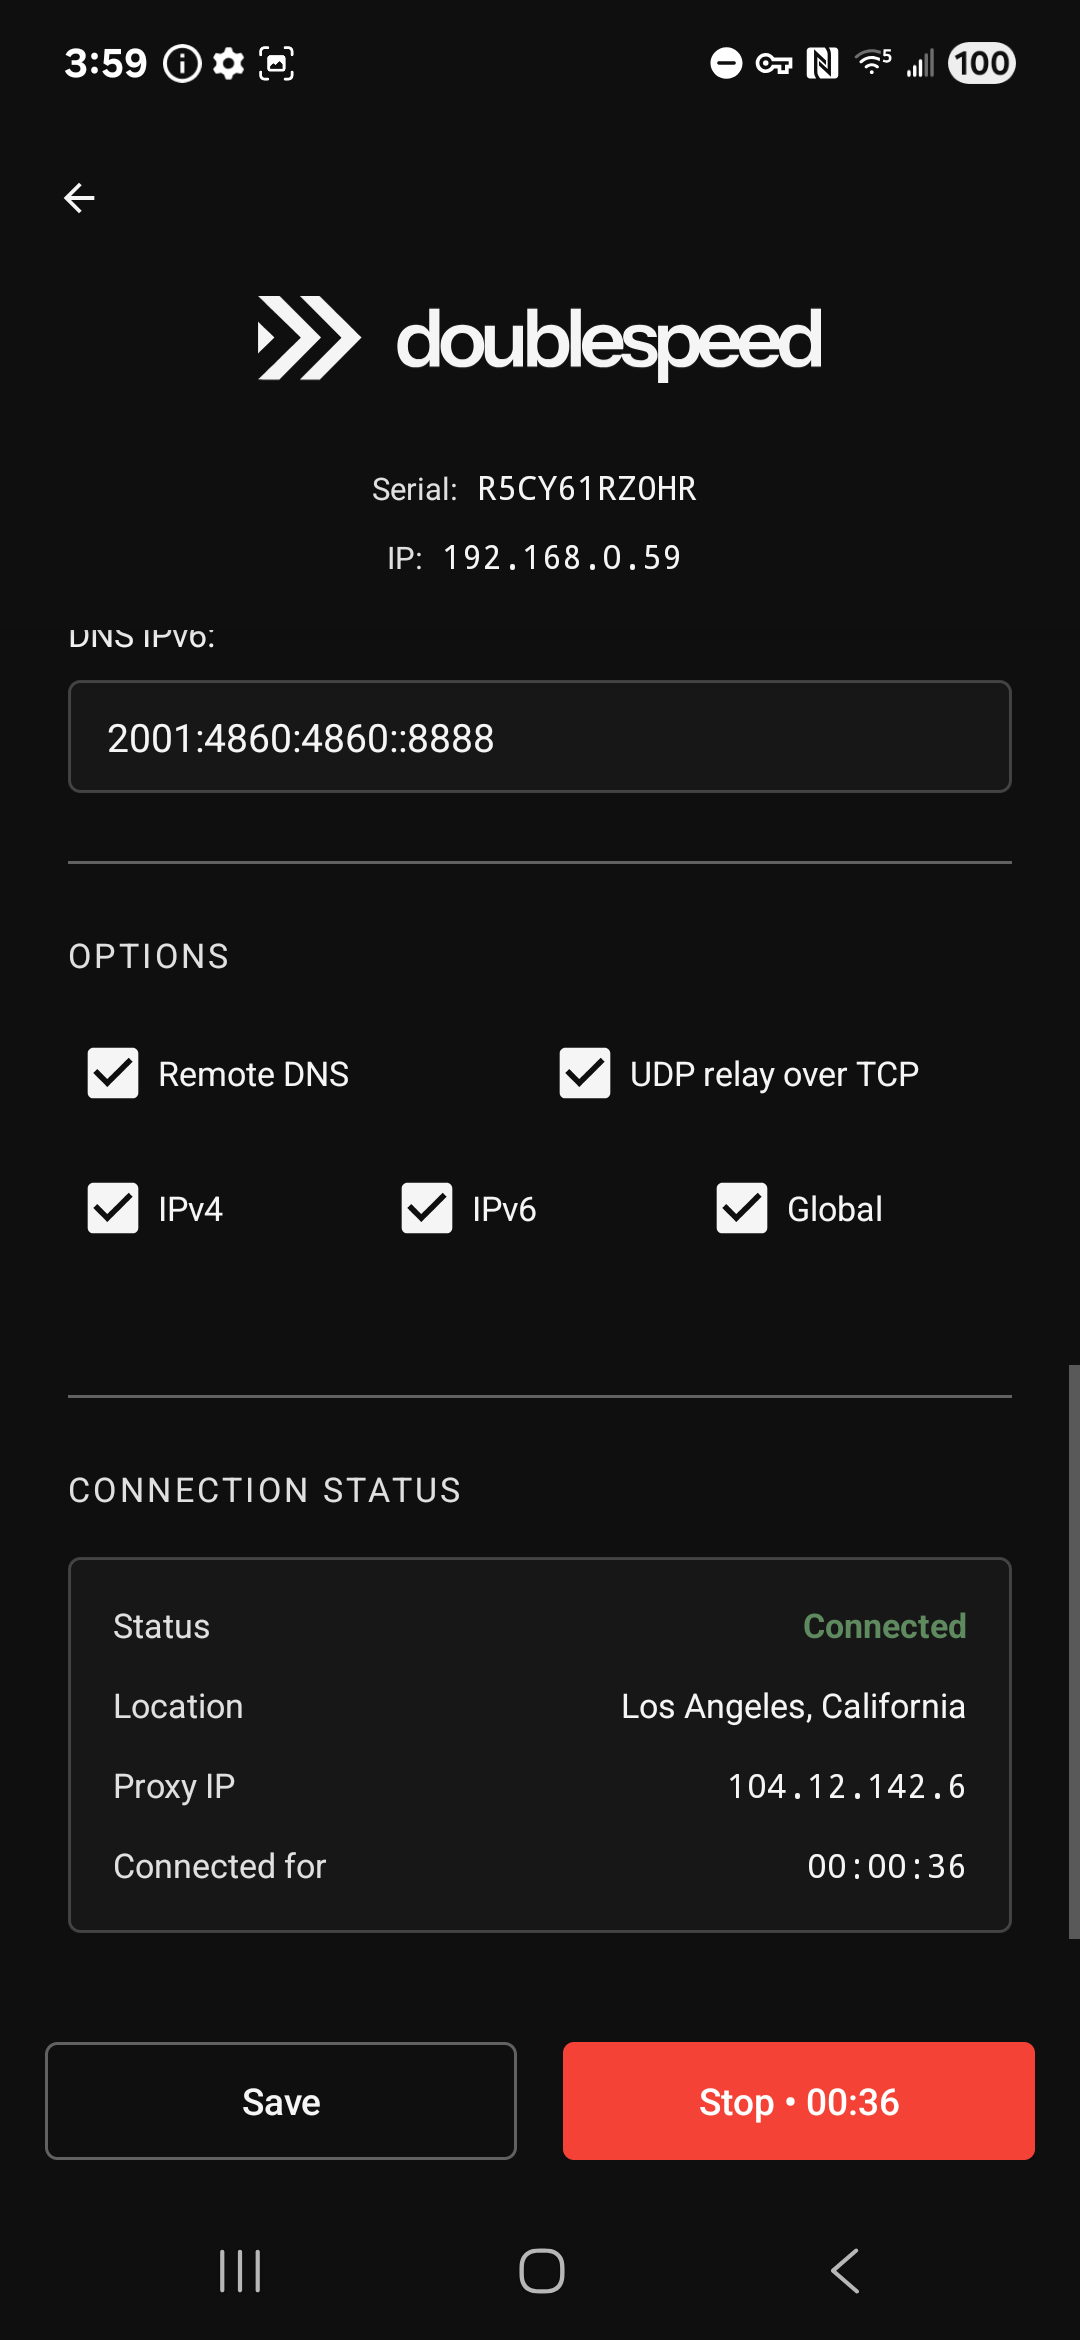 3:59
5
100
doublespeed
Serial: R5CY61RZ0HR
IP: 192.168.0.59
DNS IPv6:
2001:4860:4860::8888
OPTIONS
Remote DNS
UDP relay over TCP
IPv4
IPv6
Global
CONNECTION STATUS
Status Connected
Location Los Angeles, California
Proxy IP 104.12.142.6
Connected for 00:00:36
Save
Stop • 00:36